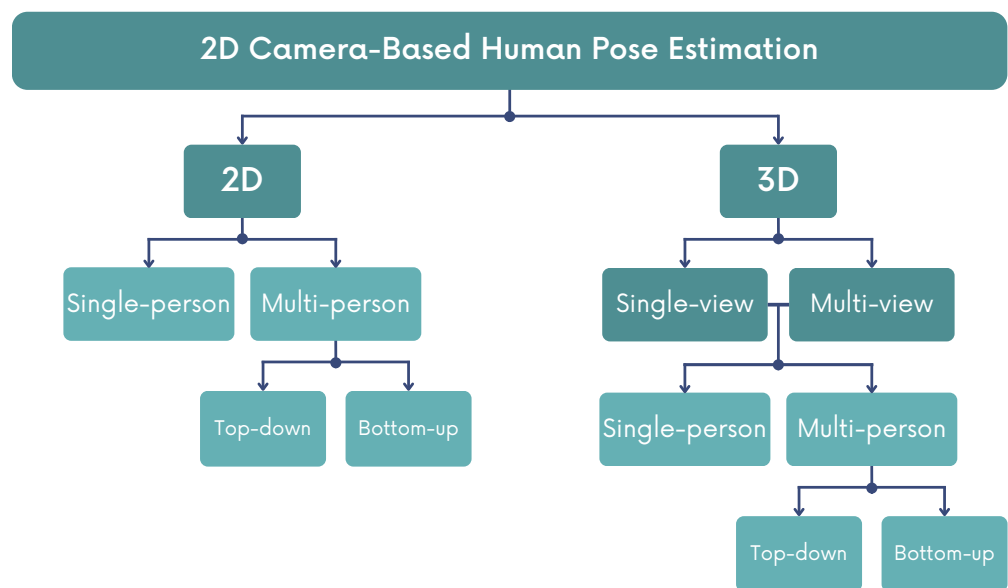 2D Camera-Based Human Pose Estimation
2D
3D
Single-person
Multi-person
Single-view
Multi-view
Top-down
Bottom-up
Single-person
Multi-person
Top-down
Bottom-up